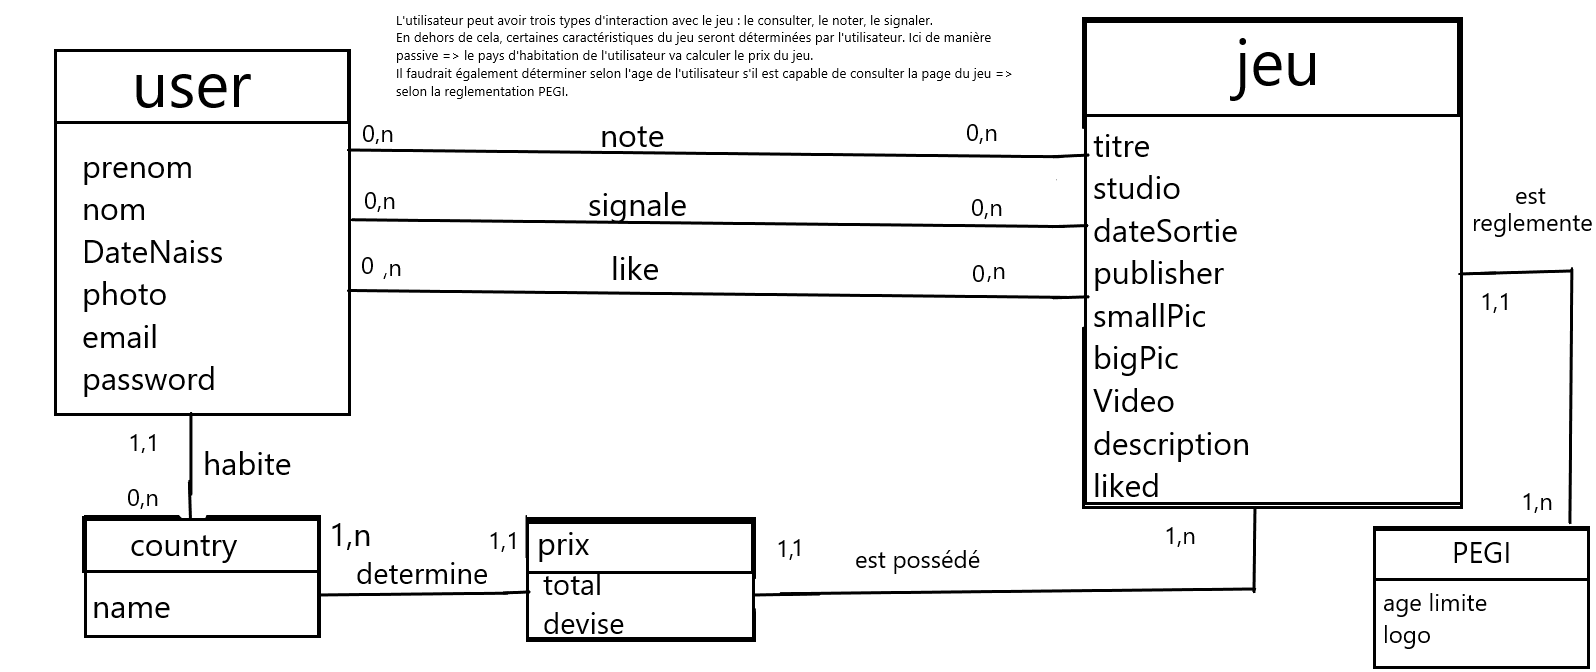 L'utilisateur peut avoir trois types d'interaction avec le jeu : le consulter, le noter, le signaler.
En dehors de cela, certaines caractéristiques du jeu seront déterminées par l'utilisateur. Ici de manière
passive => le pays d'habitation de l'utilisateur va calculer le prix du jeu.
Il faudrait également déterminer selon l'age de l'utilisateur s'il est capable de consulter la page du jeu =>
selon la reglementation PEGI.
user
prenom
nom
DateNaiss
photo
email
password
0,n
note
0,n
0,n
signale
0,n
0 ,n
like
0,n
jeu
titre
studio
dateSortie
publisher
smallPic
bigPic
Video
description
liked
est
reglemente
1,1
1,n
PEGI
age limite
logo
1,1
habite
0,n
country
name
1,n
determine
1,1
prix
total
devise
1,1
est possédé
1,n